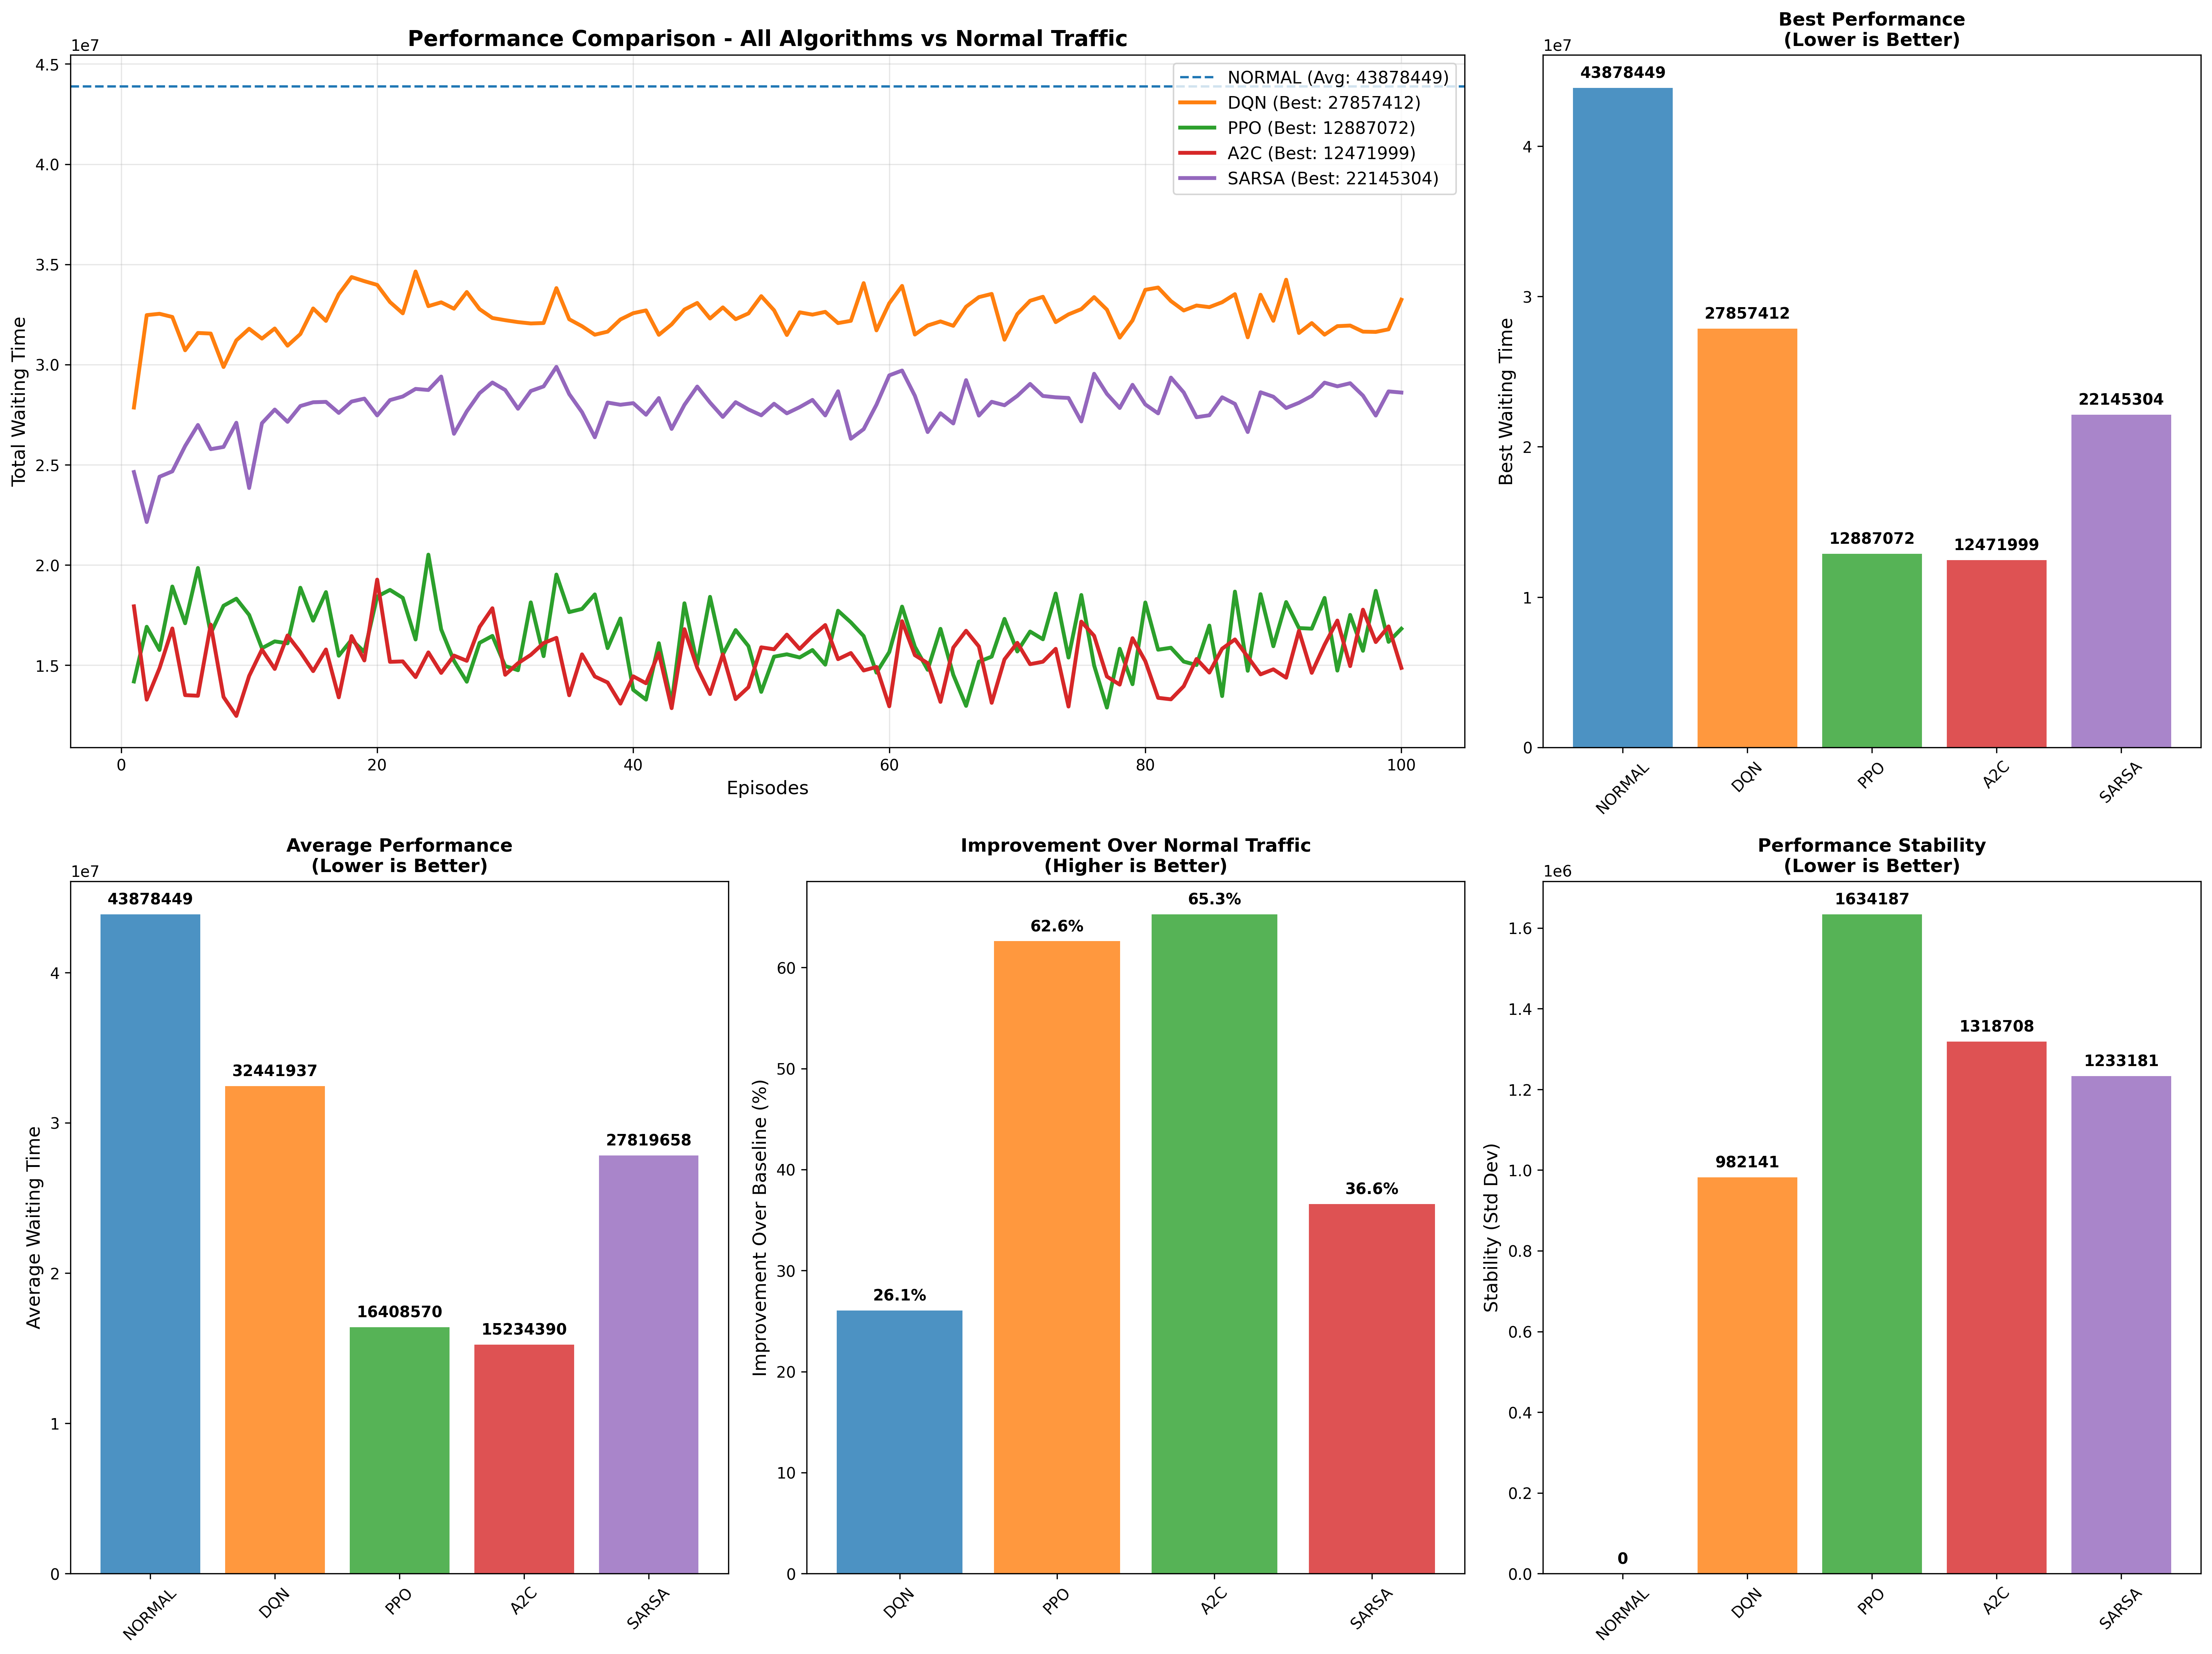 Performance Comparison - All Algorithms vs Normal Traffic
1e7
4.5
4.0
3.5
3.0
2.5
2.0
1.5
Total Waiting Time
0
20
40
60
80
100
Episodes
NORMAL (Avg: 43878449)
DQN (Best: 27857412)
PPO (Best: 12887072)
A2C (Best: 12471999)
SARSA (Best: 22145304)
Best Performance
(Lower is Better)
1e7
4
3
2
1
0
Best Waiting Time
43878449
27857412
12887072
12471999
22145304
NORMAL
DQN
PPO
A2C
SARSA
Average Performance
(Lower is Better)
1e7
4
3
2
1
0
Average Waiting Time
43878449
32441937
16408570
15234390
27819658
NORMAL
DQN
PPO
A2C
SARSA
Improvement Over Normal Traffic
(Higher is Better)
60
50
40
30
20
10
0
Improvement Over Baseline (%)
26.1%
62.6%
65.3%
36.6%
DQN
PPO
A2C
SARSA
Performance Stability
(Lower is Better)
1e6
1.6
1.4
1.2
1.0
0.8
0.6
0.4
0.2
0.0
Stability (Std Dev)
0
982141
1634187
1318708
1233181
NORMAL
DQN
PPO
A2C
SARSA